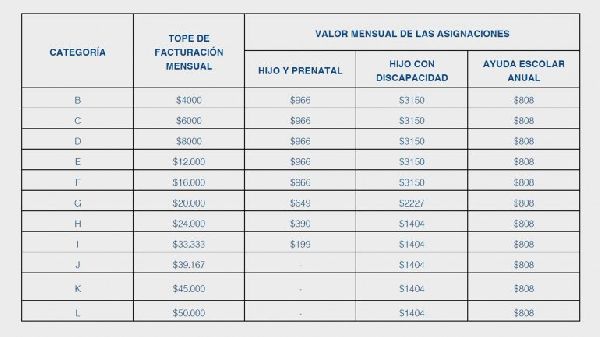 CATEGORÍA TOPE DE FACTURACIÓN MENSUAL VALOR MENSUAL DE LAS ASIGNACIONES
HIJO Y PRENATAL HIJO CON DISCAPACIDAD AYUDA ESCOLAR ANUAL
B $4000 $966 $3150 $808
C $6000 $966 $3150 $808
D $8000 $966 $3150 $808
E $12.000 $966 $3150 $808
F $16.000 $966 $3150 $808
G $20.000 $649 $2227 $808
H $24.000 $390 $1404 $808
I $33.333 $199 $1404 $808
J $39.167 - $1404 $808
K $45.000 - $1404 $808
L $50.000 - $1404 $808